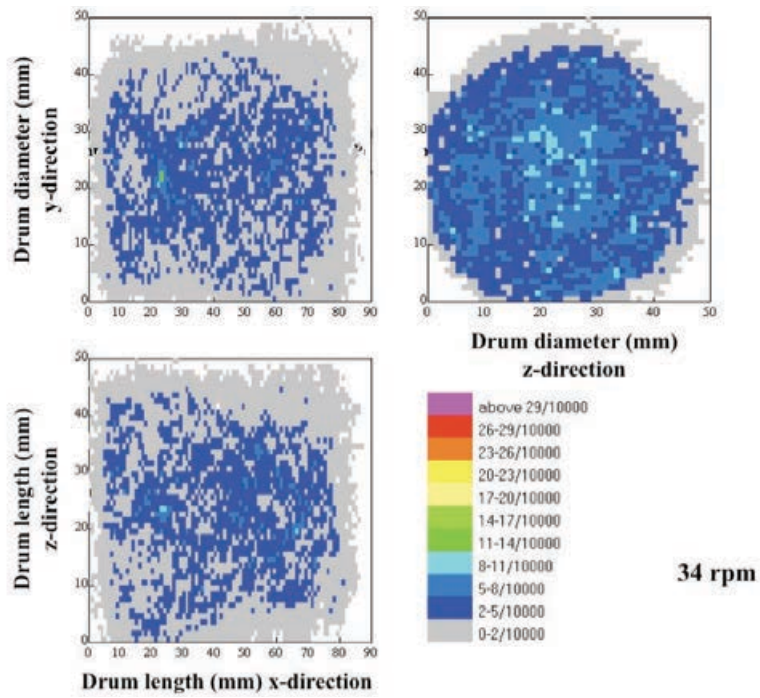 Drum diameter (mm)
y-direction
50
40
30
20
10
0
0 10 20 30 40 50 60 70 80 90
50
40
30
20
10
0
0 10 20 30 40 50
Drum diameter (mm)
z-direction
Drum length (mm)
z-direction
50
40
30
20
10
0
0 10 20 30 40 50 60 70 80 90
Drum length (mm) x-direction
above 29/10000
26-29/10000
23-26/10000
20-23/10000
17-20/10000
14-17/10000
11-14/10000
8-11/10000
5-8/10000
2-5/10000
0-2/10000
34 rpm